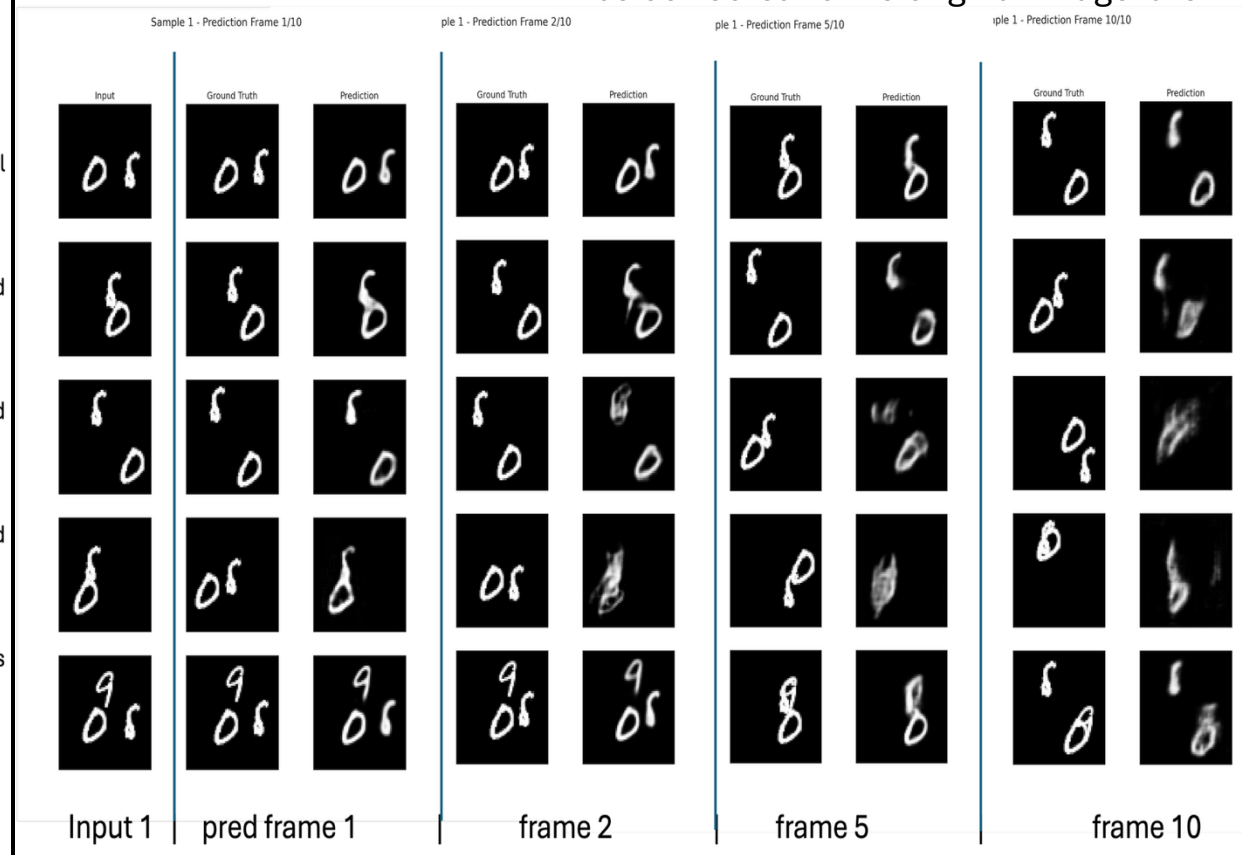 Sample 1 - Prediction Frame 1/10
ple 1 - Prediction Frame 2/10
ple 1 - Prediction Frame 5/10
ple 1 - Prediction Frame 10/10
Input
Ground Truth
Prediction
Ground Truth
Prediction
Ground Truth
Prediction
Ground Truth
Prediction
Input 1 | pred frame 1 | frame 2 | frame 5 | frame 10